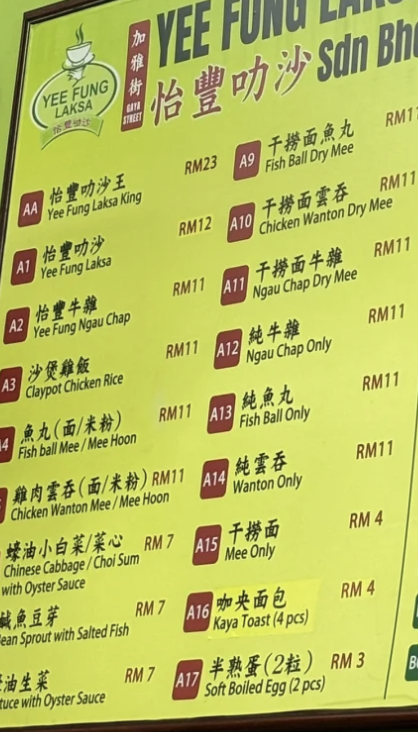 YEE FUNG
LAKSA
怡豐叻沙
加雅街
GAYA
STREET
YEE FUNG
怡豐叻沙 Sdn
RM23
AA 怡豐叻沙王
Yee Fung Laksa King
RM12
A1 怡豐叻沙
Yee Fung Laksa
RM11
A2 怡豐牛雜
Yee Fung Ngau Chap
RM11
A3 沙煲雞飯
Claypot Chicken Rice
RM11
魚丸(面/米粉)
Fish ball Mee / Mee Hoon
雞肉雲吞(面/米粉) RM11
Chicken Wanton Mee / Mee Hoon
蠔油小白菜/菜心 RM 7
Chinese Cabbage / Choi Sum
with Oyster Sauce
鹹魚豆芽 RM 7
Sprout with Salted Fish
油生菜 RM 7
with Oyster Sauce
A9 干撈面魚丸
Fish Ball Dry Mee
RM11
A10 干撈面雲吞
Chicken Wanton Dry Mee
RM11
A11 干撈面牛雜
Ngau Chap Dry Mee
RM11
A12 純牛雜
Ngau Chap Only
RM11
A13 純魚丸
Fish Ball Only
RM11
A14 純雲吞
Wanton Only
RM 4
A15 干撈面
Mee Only
RM 4
A16 咖央面包
Kaya Toast (4 pcs)
RM 3
A17 半熟蛋(2粒)
Soft Boiled Egg (2 pcs)